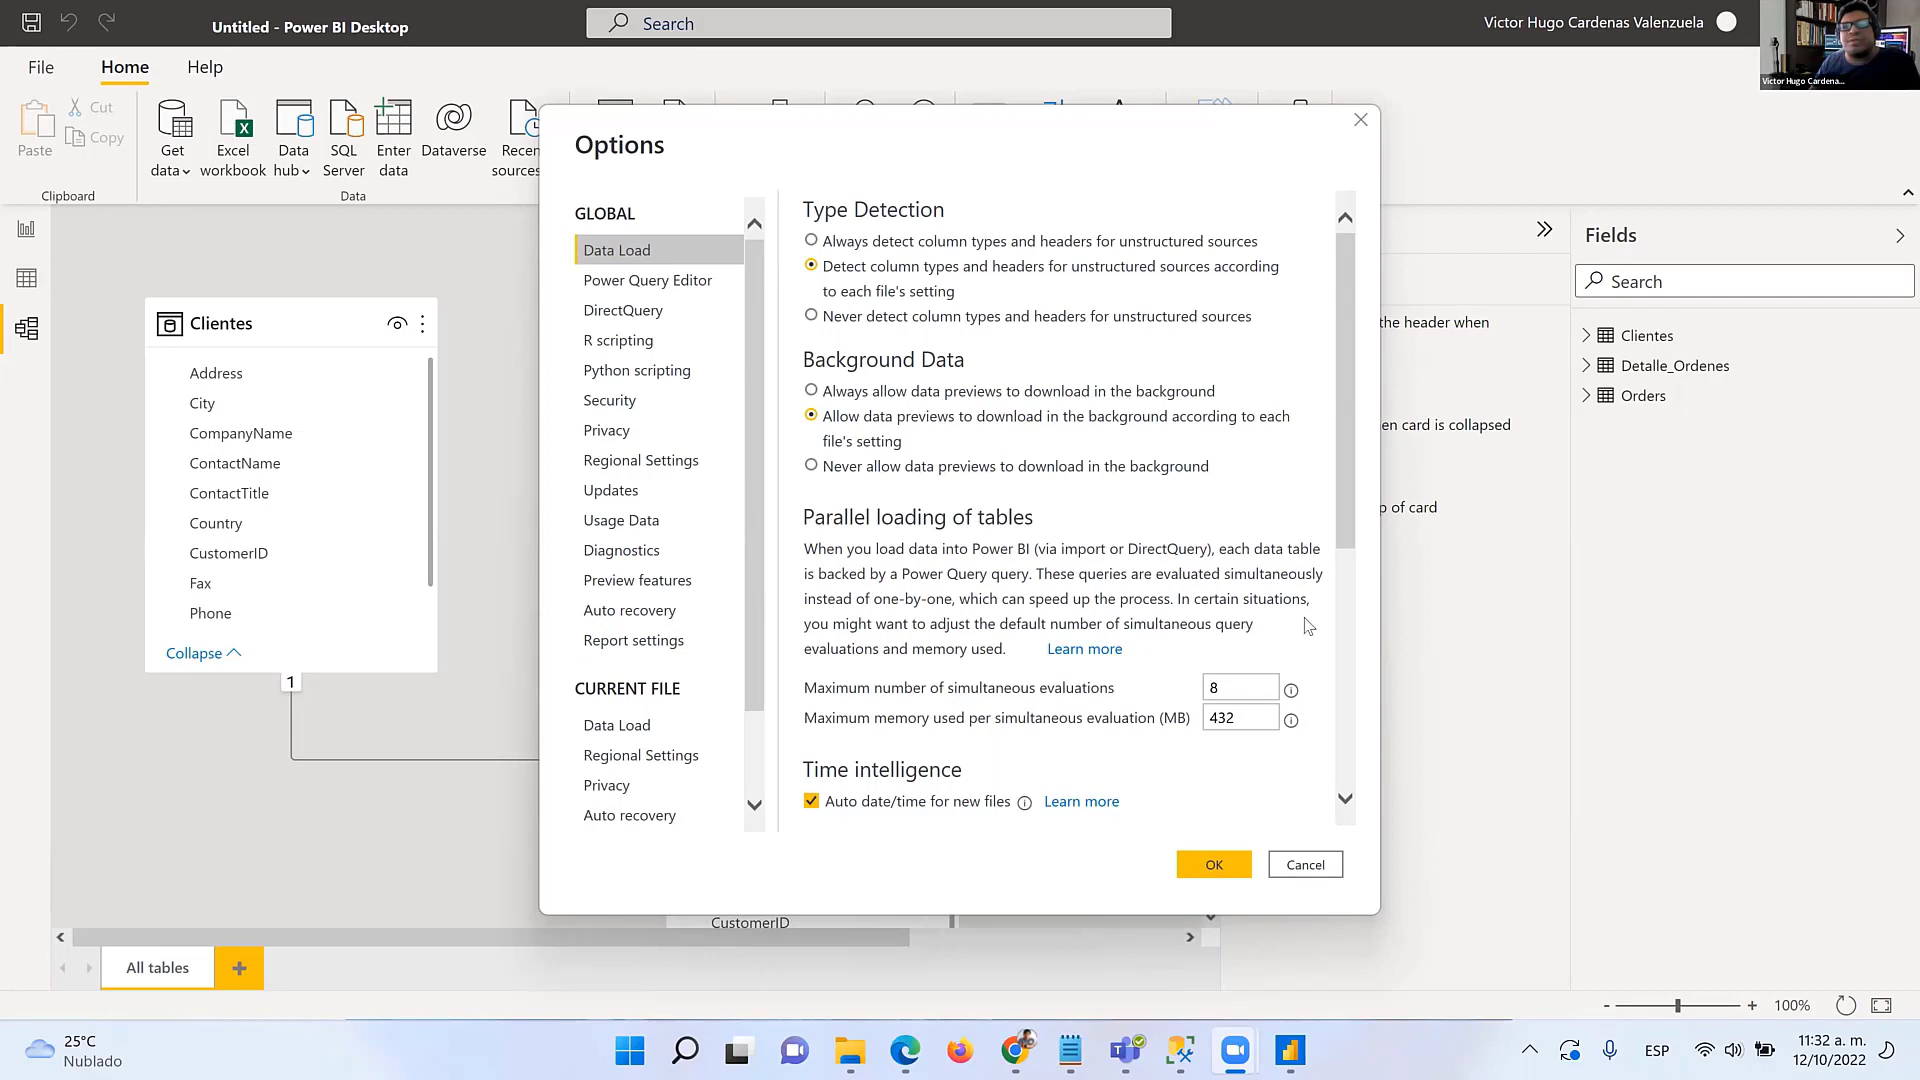 Untitled - Power BI Desktop
Search
Victor Hugo Cardenas Valenzuela
Victor Hugo Cardena...
File
Home
Help
Paste
Cut
Copy
Clipboard
Get data
Excel workbook
Data hub
SQL Server
Enter data
Dataverse
Recen
sources
Data
Clientes
Address
City
CompanyName
ContactName
ContactTitle
Country
CustomerID
Fax
Phone
Collapse
1
Options
GLOBAL
Data Load
Power Query Editor
DirectQuery
R scripting
Python scripting
Security
Privacy
Regional Settings
Updates
Usage Data
Diagnostics
Preview features
Auto recovery
Report settings
CURRENT FILE
Data Load
Regional Settings
Privacy
Auto recovery
Type Detection
Always detect column types and headers for unstructured sources
Detect column types and headers for unstructured sources according
to each file's setting
Never detect column types and headers for unstructured sources
Background Data
Always allow data previews to download in the background
Allow data previews to download in the background according to each
file's setting
Never allow data previews to download in the background
Parallel loading of tables
When you load data into Power BI (via import or DirectQuery), each data table
is backed by a Power Query query. These queries are evaluated simultaneously
instead of one-by-one, which can speed up the process. In certain situations,
you might want to adjust the default number of simultaneous query
evaluations and memory used. Learn more
Maximum number of simultaneous evaluations 8
Maximum memory used per simultaneous evaluation (MB) 432
Time intelligence
Auto date/time for new files Learn more
OK
Cancel
the header when
en card is collapsed
p of card
Fields
Search
Clientes
Detalle_Ordenes
Orders
CustomerID
All tables
100%
25°C
Nublado
ESP
11:32 a. m.
12/10/2022